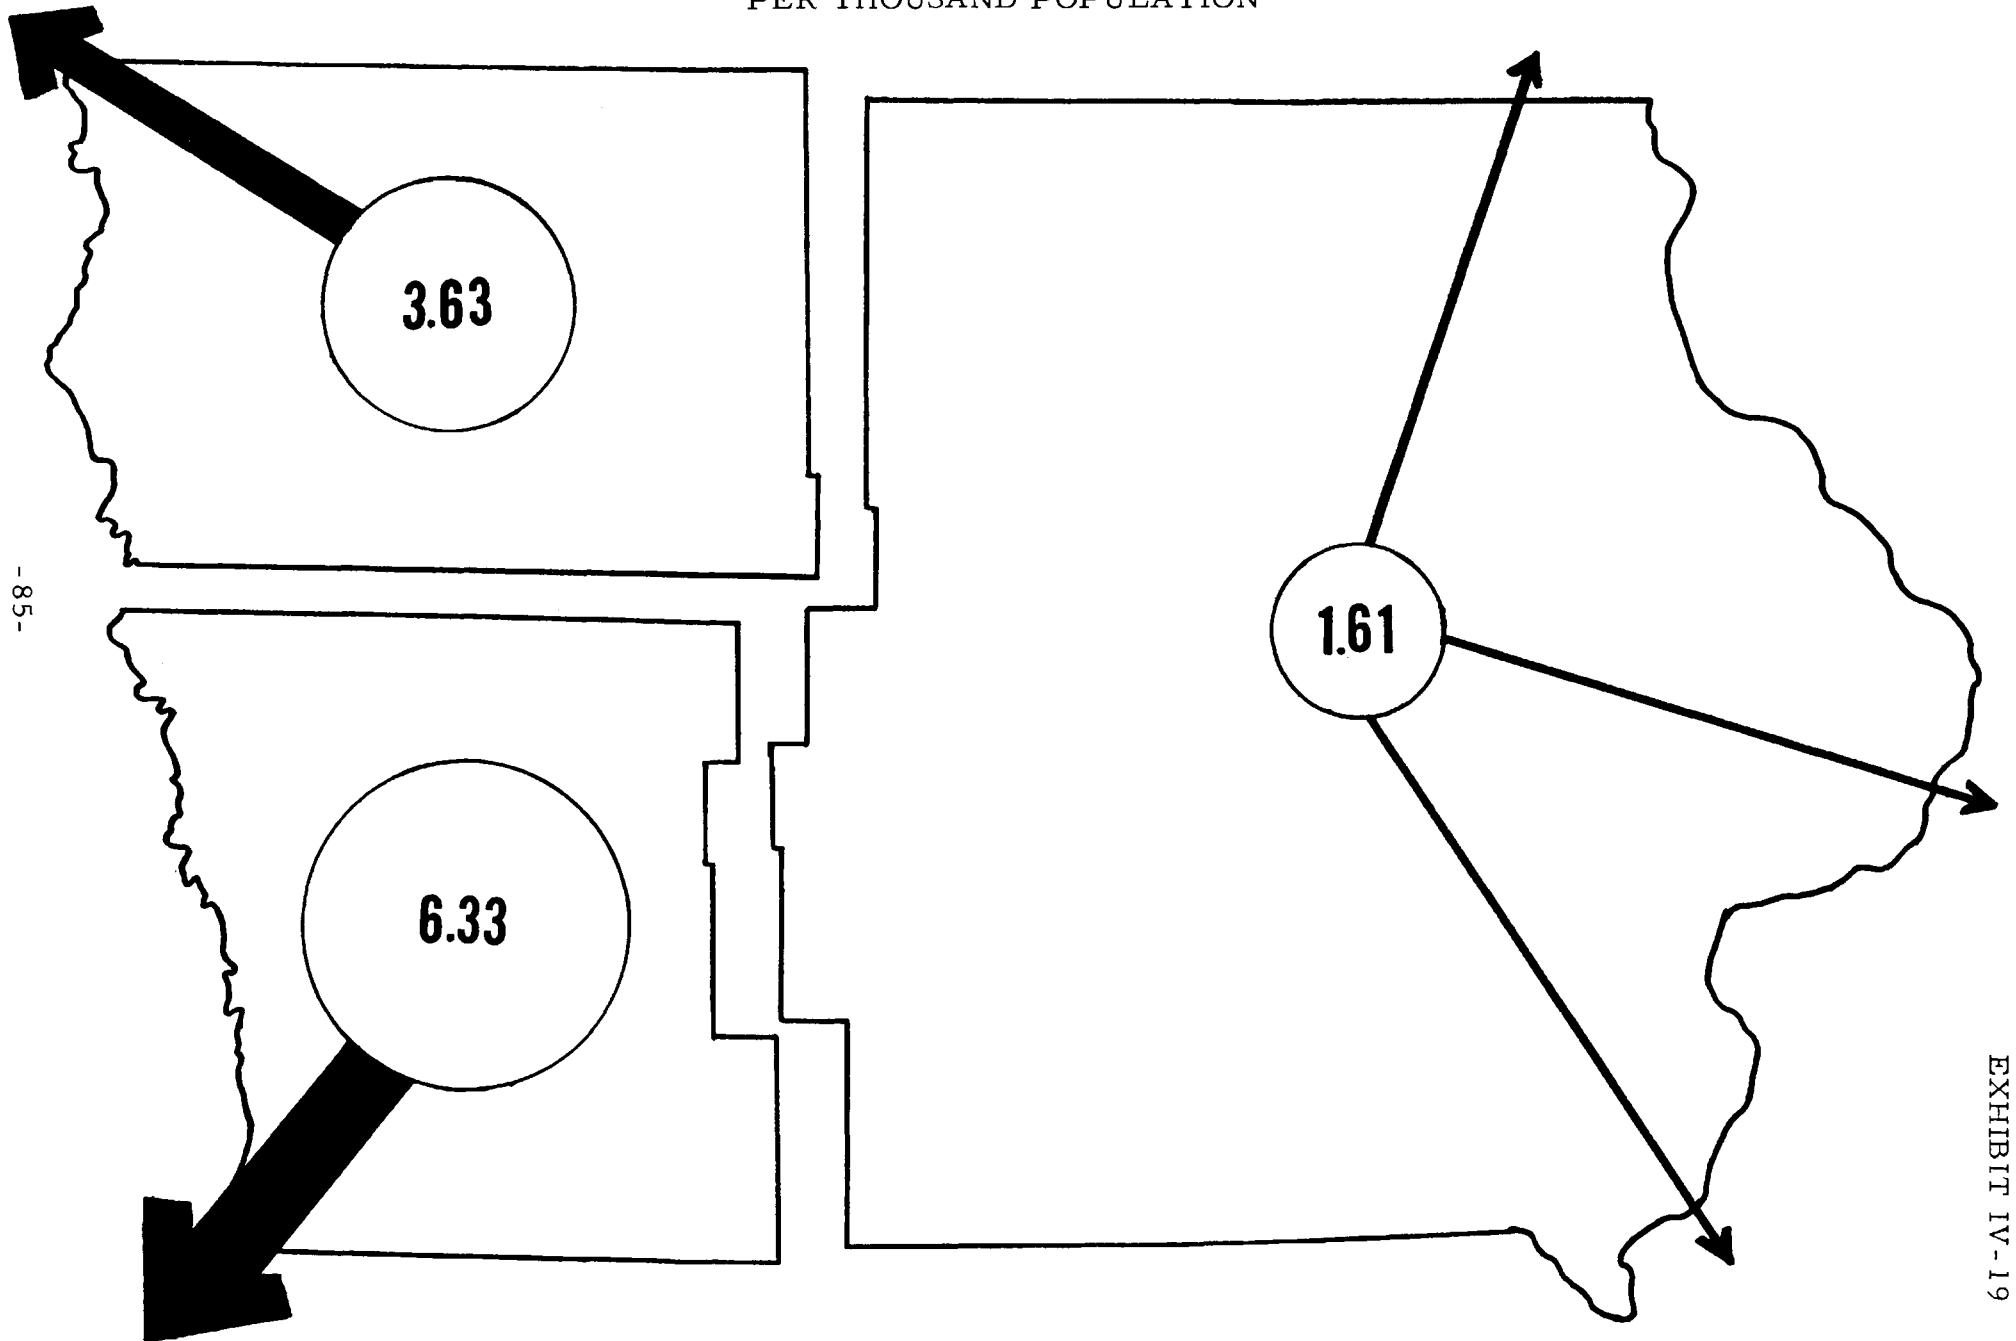 PER THOUSAND POPULATION
3.63
1.61
6.33
-85-
EXHIBIT IV-19